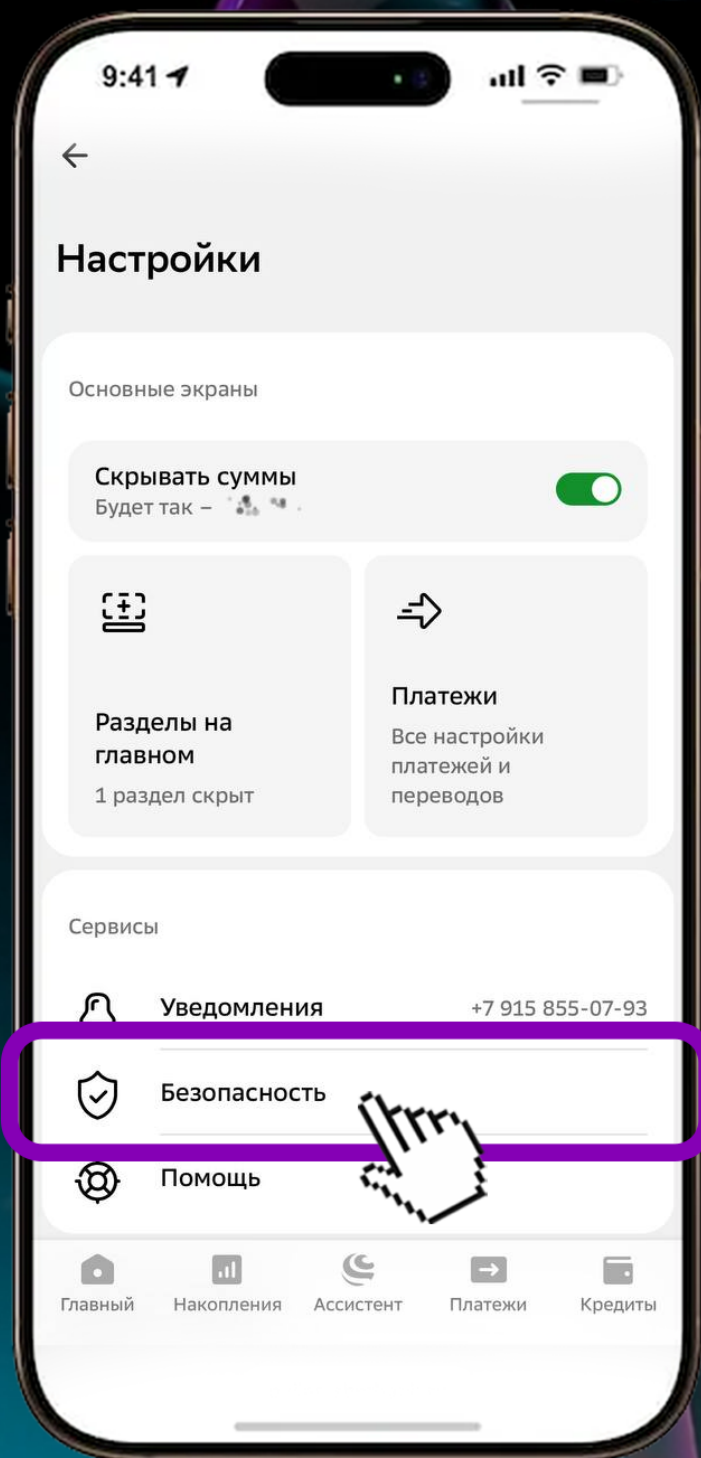 9:41
Настройки
Основные экраны
Скрывать суммы
Будет так –
Разделы на
главном
1 раздел скрыт
Платежи
Все настройки
платежей и
переводов
Сервисы
Уведомления +7 915 855-07-93
Безопасность
Помощь
Главный Накопления Ассистент Платежи Кредиты